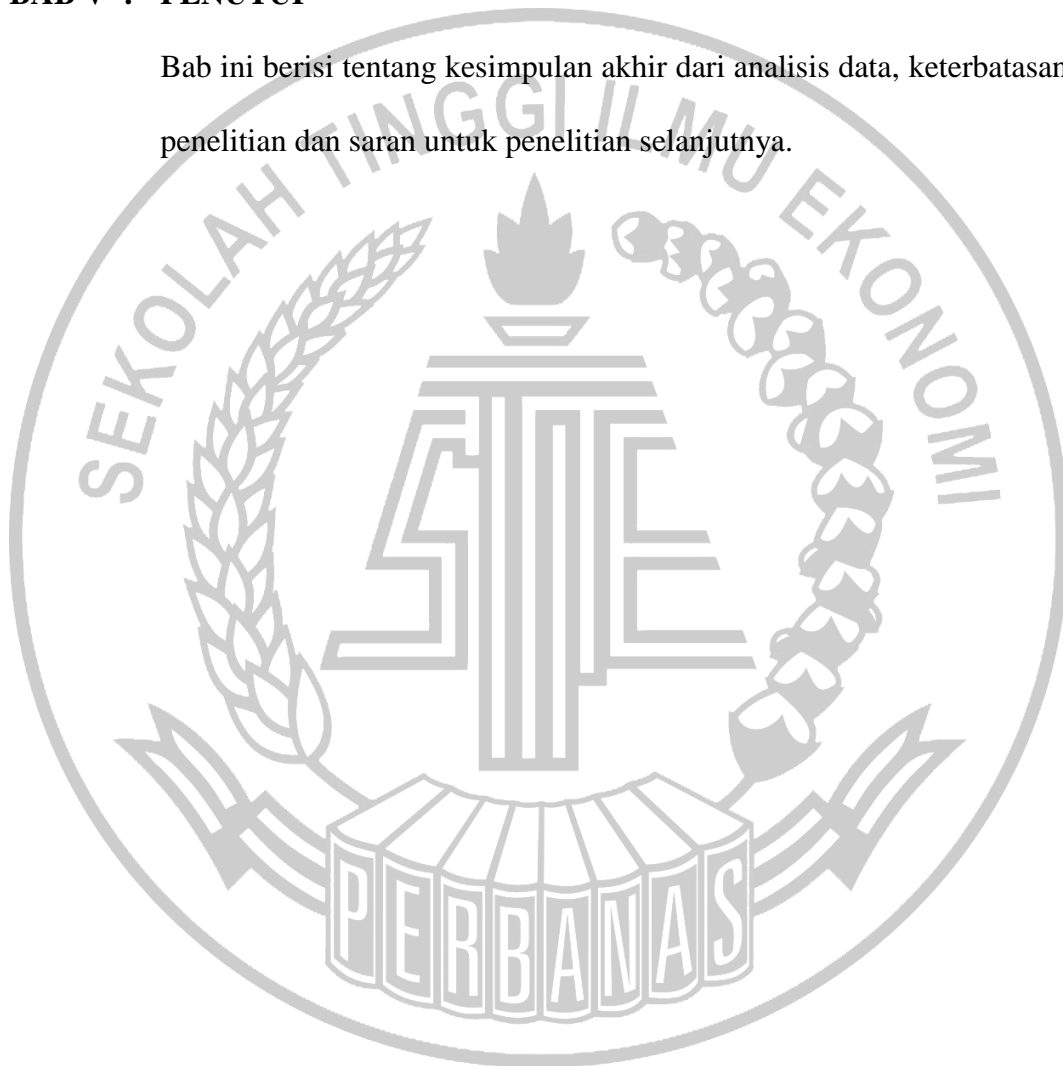 BAB V : PENUTUP
Bab ini berisi tentang kesimpulan akhir dari analisis data, keterbatasan
penelitian dan saran untuk penelitian selanjutnya.
SEKOLAH TINGGI ILMU EKONOMI
STIE
PERBANAS